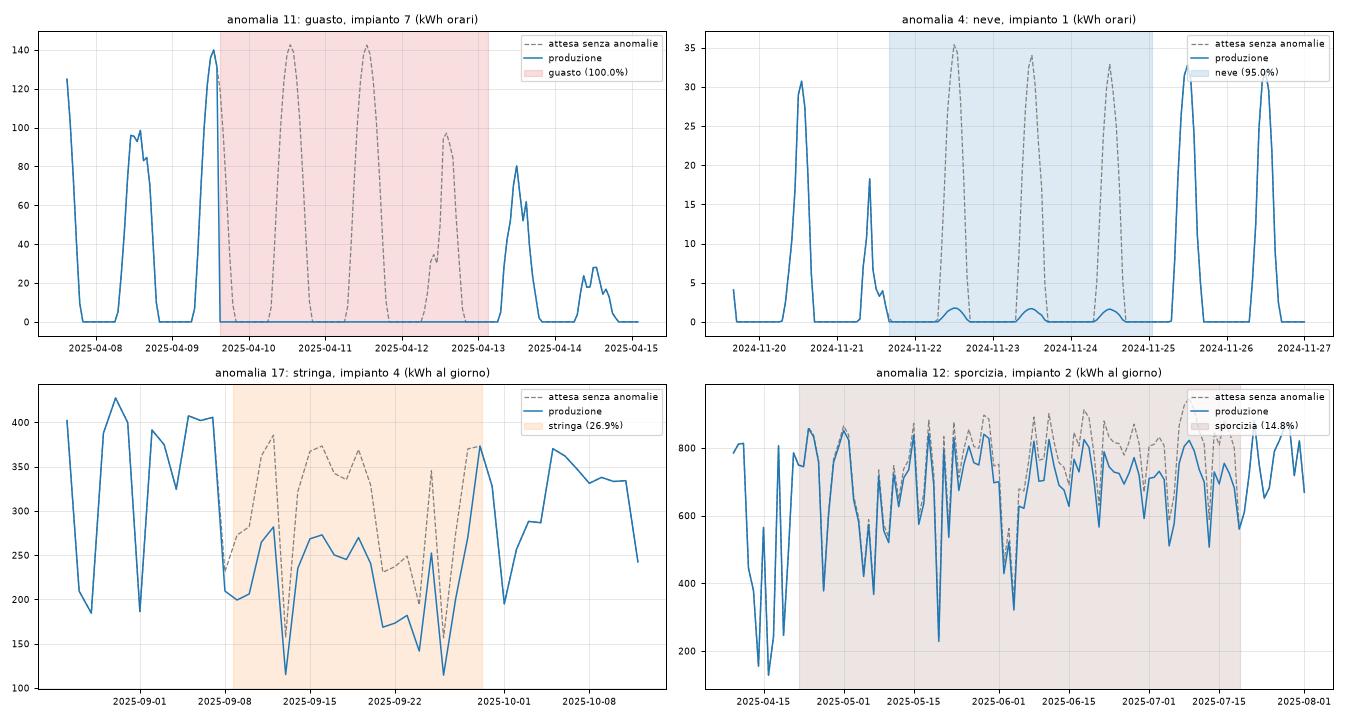 anomalia 11: guasto, impianto 7 (kWh orari)
attesa senza anomalie
produzione
guasto (100.0%)
140
120
100
80
60
40
20
0
2025-04-08 2025-04-09 2025-04-10 2025-04-11 2025-04-12 2025-04-13 2025-04-14 2025-04-15
anomalia 4: neve, impianto 1 (kWh orari)
attesa senza anomalie
produzione
neve (95.0%)
35
30
25
20
15
10
5
0
2024-11-20 2024-11-21 2024-11-22 2024-11-23 2024-11-24 2024-11-25 2024-11-26 2024-11-27
anomalia 17: stringa, impianto 4 (kWh al giorno)
attesa senza anomalie
produzione
stringa (26.9%)
400
350
300
250
200
150
100
2025-09-01 2025-09-08 2025-09-15 2025-09-22 2025-10-01 2025-10-08
anomalia 12: sporcizia, impianto 2 (kWh al giorno)
attesa senza anomalie
produzione
sporcizia (14.8%)
800
600
400
200
2025-04-15 2025-05-01 2025-05-15 2025-06-01 2025-06-15 2025-07-01 2025-07-15 2025-08-01